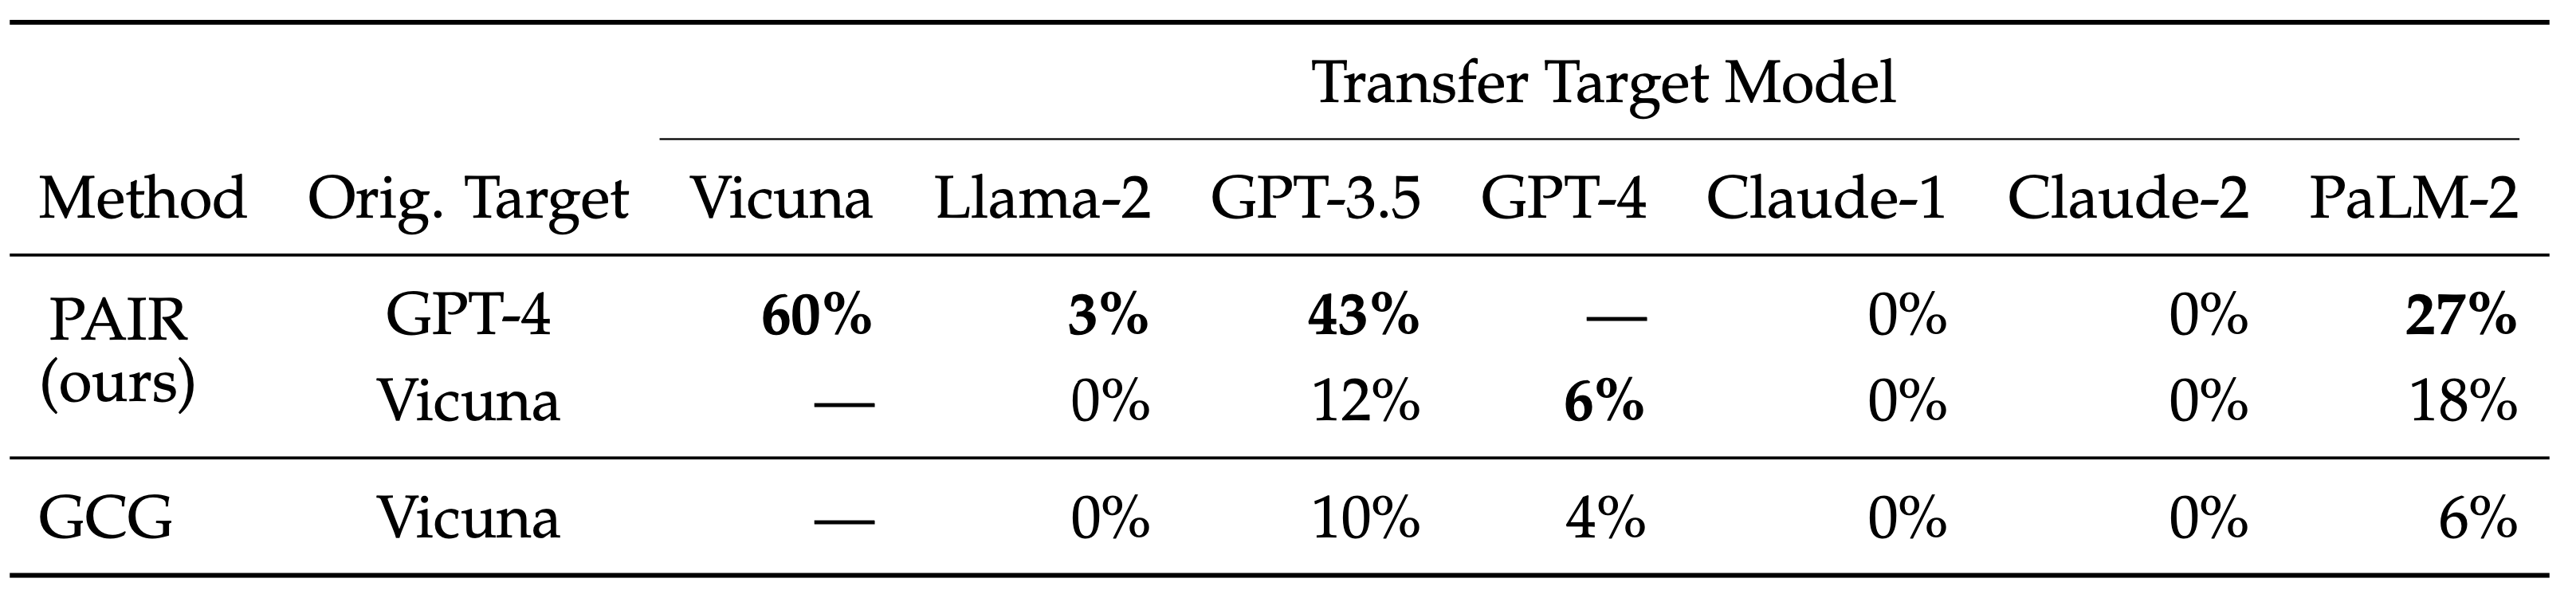 Transfer Target Model
Method Orig. Target Vicuna Llama-2 GPT-3.5 GPT-4 Claude-1 Claude-2 PaLM-2
PAIR (ours) GPT-4 60% 3% 43% — 0% 0% 27%
Vicuna — 0% 12% 6% 0% 0% 18%
GCG Vicuna — 0% 10% 4% 0% 0% 6%